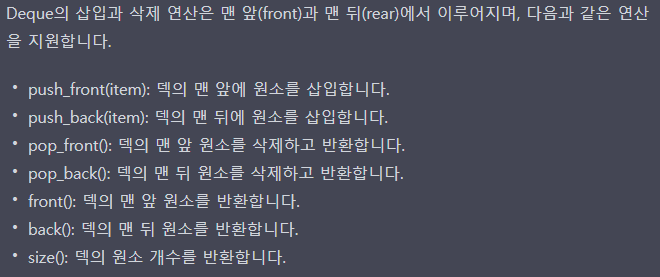 Deque의 삽입과 삭제 연산은 맨 앞(front)과 맨 뒤(rear)에서 이루어지며, 다음과 같은 연산
을 지원합니다.
• push_front(item): 덱의 맨 앞에 원소를 삽입합니다.
• push_back(item): 덱의 맨 뒤에 원소를 삽입합니다.
• pop_front(): 덱의 맨 앞 원소를 삭제하고 반환합니다.
• pop_back(): 덱의 맨 뒤 원소를 삭제하고 반환합니다.
• front(): 덱의 맨 앞 원소를 반환합니다.
• back(): 덱의 맨 뒤 원소를 반환합니다.
• size(): 덱의 원소 개수를 반환합니다.